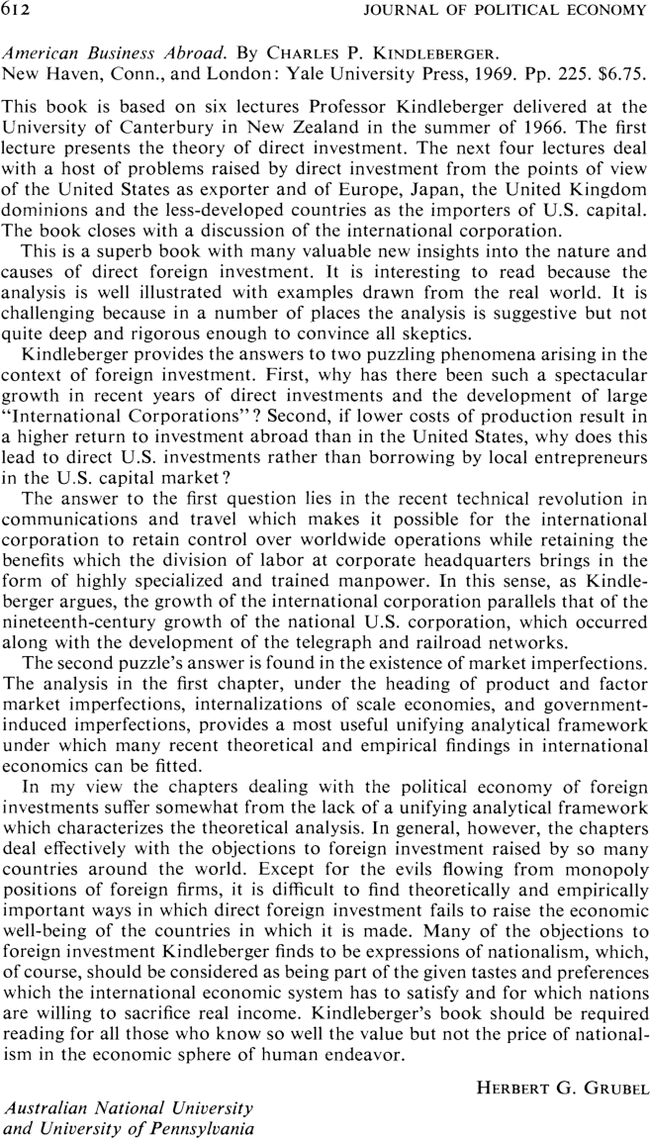 612 JOURNAL OF POLITICAL ECONOMY
American Business Abroad. By CHARLES P. KINDLEBERGER.
New Haven, Conn., and London: Yale University Press, 1969. Pp. 225. $6.75.
This book is based on six lectures Professor Kindleberger delivered at the
University of Canterbury in New Zealand in the summer of 1966. The first
lecture presents the theory of direct investment. The next four lectures deal
with a host of problems raised by direct investment from the points of view
of the United States as exporter and of Europe, Japan, the United Kingdom
dominions and the less-developed countries as the importers of U.S. capital.
The book closes with a discussion of the international corporation.
This is a superb book with many valuable new insights into the nature and
causes of direct foreign investment. It is interesting to read because the
analysis is well illustrated with examples drawn from the real world. It is
challenging because in a number of places the analysis is suggestive but not
quite deep and rigorous enough to convince all skeptics.
Kindleberger provides the answers to two puzzling phenomena arising in the
context of foreign investment. First, why has there been such a spectacular
growth in recent years of direct investments and the development of large
“International Corporations”? Second, if lower costs of production result in
a higher return to investment abroad than in the United States, why does this
lead to direct U.S. investments rather than borrowing by local entrepreneurs
in the U.S. capital market?
The answer to the first question lies in the recent technical revolution in
communications and travel which makes it possible for the international
corporation to retain control over worldwide operations while retaining the
benefits which the division of labor at corporate headquarters brings in the
form of highly specialized and trained manpower. In this sense, as Kindle-
berger argues, the growth of the international corporation parallels that of the
nineteenth-century growth of the national U.S. corporation, which occurred
along with the development of the telegraph and railroad networks.
The second puzzle's answer is found in the existence of market imperfections.
The analysis in the first chapter, under the heading of product and factor
market imperfections, internalizations of scale economies, and government-
induced imperfections, provides a most useful unifying analytical framework
under which many recent theoretical and empirical findings in international
economics can be fitted.
In my view the chapters dealing with the political economy of foreign
investments suffer somewhat from the lack of a unifying analytical framework
which characterizes the theoretical analysis. In general, however, the chapters
deal effectively with the objections to foreign investment raised by so many
countries around the world. Except for the evils flowing from monopoly
positions of foreign firms, it is difficult to find theoretically and empirically
important ways in which direct foreign investment fails to raise the economic
well-being of the countries in which it is made. Many of the objections to
foreign investment Kindleberger finds to be expressions of nationalism, which,
of course, should be considered as being part of the given tastes and preferences
which the international economic system has to satisfy and for which nations
are willing to sacrifice real income. Kindleberger's book should be required
reading for all those who know so well the value but not the price of national-
ism in the economic sphere of human endeavor.
HERBERT G. GRUBEL
Australian National University
and University of Pennsylvania